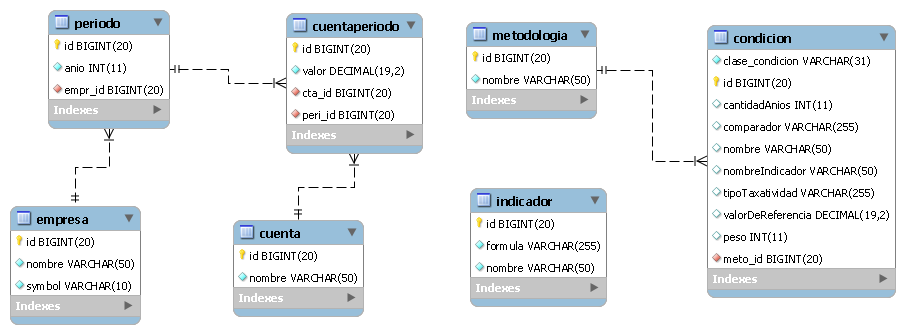 periodo
id BIGINT(20)
anio INT(11)
empr_id BIGINT(20)
Indexes
cuentaperiodo
id BIGINT(20)
valor DECIMAL(19,2)
cta_id BIGINT(20)
peri_id BIGINT(20)
Indexes
metodologia
id BIGINT(20)
nombre VARCHAR(50)
Indexes
condicion
clase_condicion VARCHAR(31)
id BIGINT(20)
cantidadAnios INT(11)
comparador VARCHAR(255)
nombre VARCHAR(50)
nombreIndicador VARCHAR(50)
tipoTaxatividad VARCHAR(255)
valorDeReferencia DECIMAL(19,2)
peso INT(11)
meto_id BIGINT(20)
Indexes
empresa
id BIGINT(20)
nombre VARCHAR(50)
symbol VARCHAR(10)
Indexes
cuenta
id BIGINT(20)
nombre VARCHAR(50)
Indexes
indicador
id BIGINT(20)
formula VARCHAR(255)
nombre VARCHAR(50)
Indexes